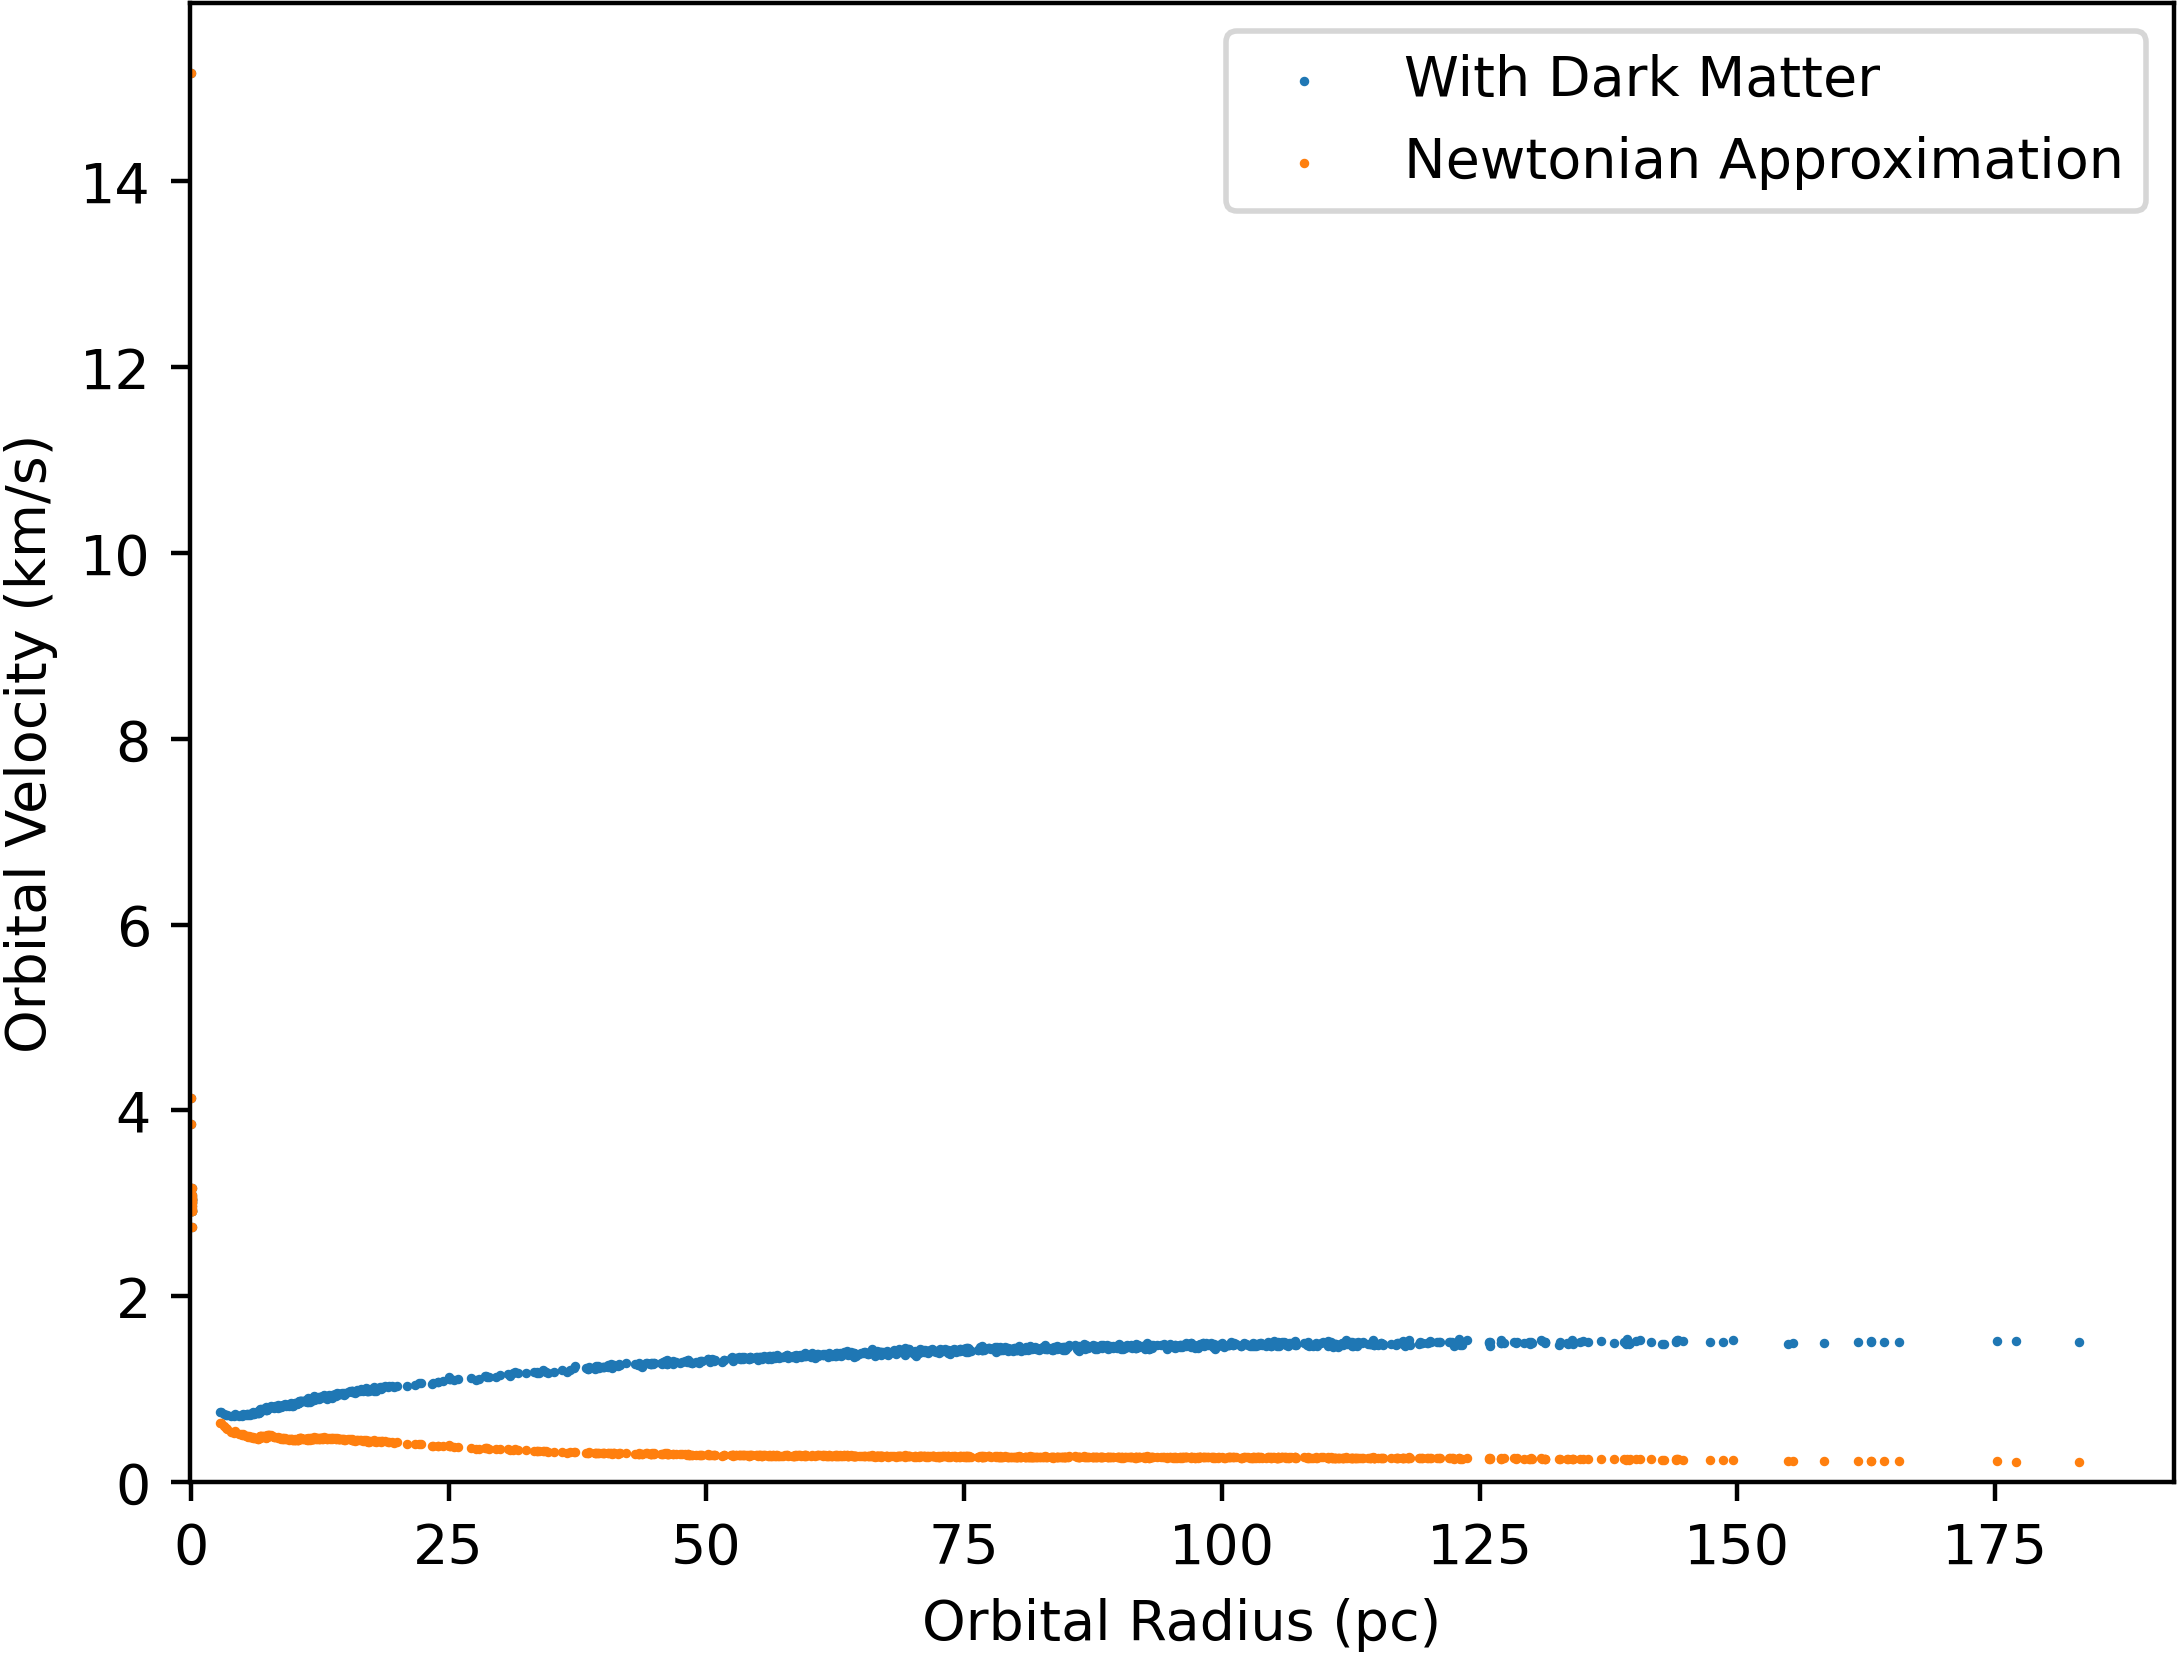 With Dark Matter
Newtonian Approximation
14
12
10
8
6
4
2
0
Orbital Velocity (km/s)
0 25 50 75 100 125 150 175
Orbital Radius (pc)